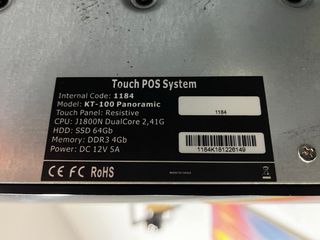 Touch POS System
Internal Code: 1184
Model: KT-100 Panoramic
Touch Panel: Resistive
CPU: J1800N DualCore 2,41G
HDD: SSD 64Gb
Memory: DDR3 4Gb
Power: DC 12V 5A
CE FC RoHS
1184
1184K181226149